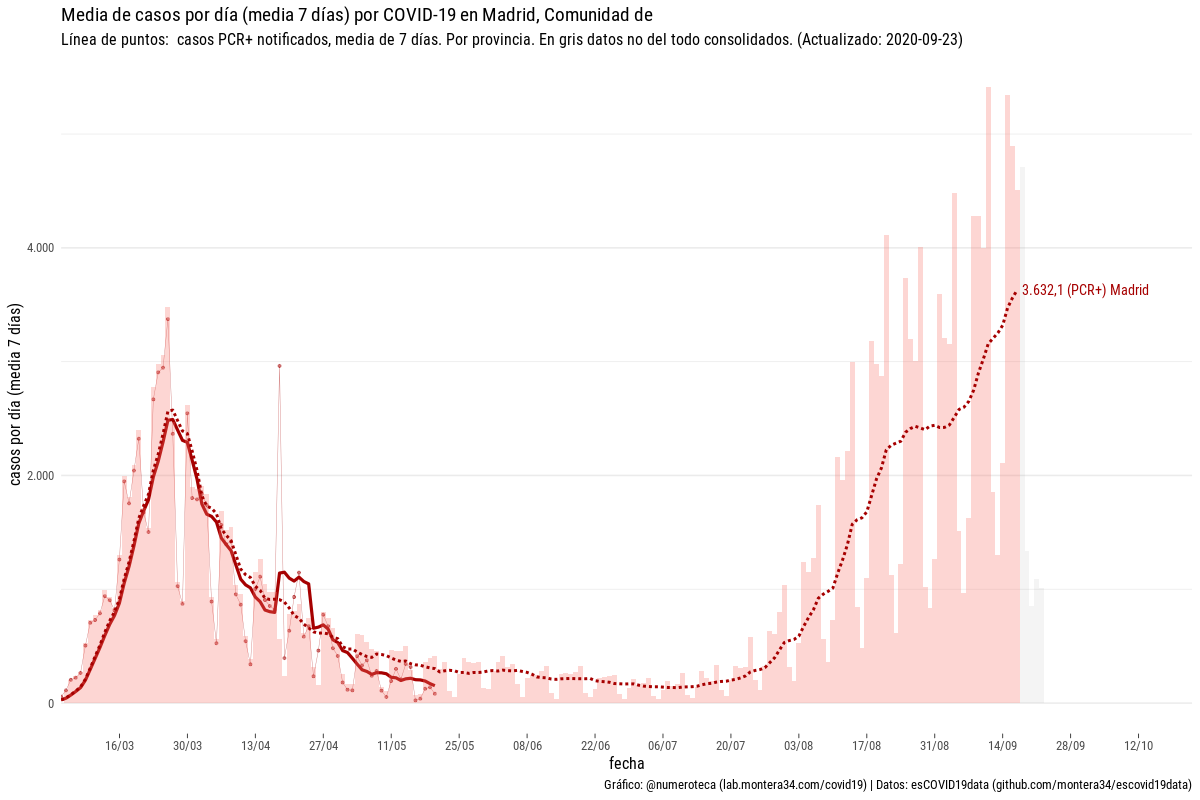 Media de casos por día (media 7 días) por COVID-19 en Madrid, Comunidad de
Línea de puntos:  casos PCR+ notificados, media de 7 días. Por provincia. En gris datos no del todo consolidados. (Actualizado: 2020-09-23)
casos por día (media 7 días)
4.000
2.000
0
3.632,1 (PCR+) Madrid
16/03 30/03 13/04 27/04 11/05 25/05 08/06 22/06 06/07 20/07 03/08 17/08 31/08 14/09 28/09 12/10
fecha
Gráfico: @numeroteca (lab.montera34.com/covid19) | Datos: esCOVID19data (github.com/montera34/escovid19data)